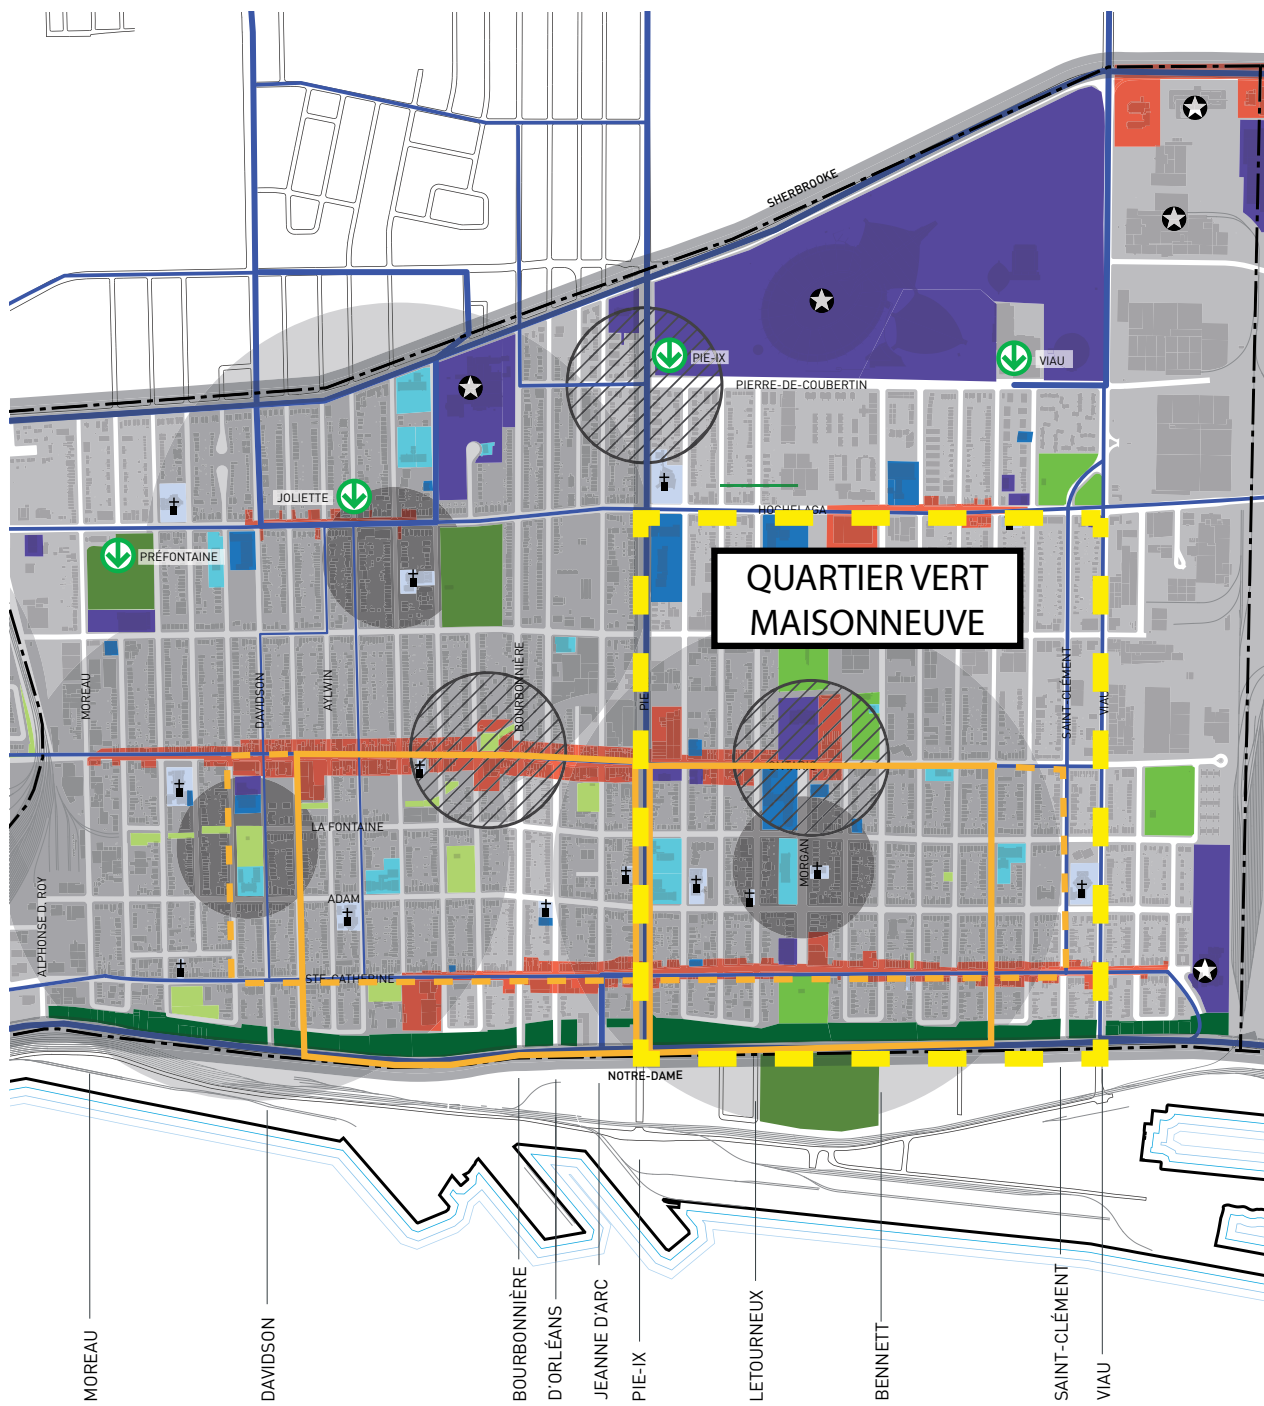 SHERBROOKE
PIE-IX
VIAU
PIERRE-DE-COUBERTIN
JOLIETTE
HOCHELAGA
PRÉFONTAINE
QUARTIER VERT
MAISONNEUVE
MOREAU
DAVIDSON
AYLWIN
BOURBONNIÈRE
PIE
SAINT-CLÉMENT
VIAU
LA FONTAINE
MORGAN
ADAM
ALPHONSE D. ROY
STE-CATHERINE
NOTRE-DAME
MOREAU
DAVIDSON
BOURBONNIÈRE
D'ORLÉANS
JEANNE D'ARC
PIE-IX
LETOURNEUX
BENNETT
SAINT-CLÉMENT
VIAU